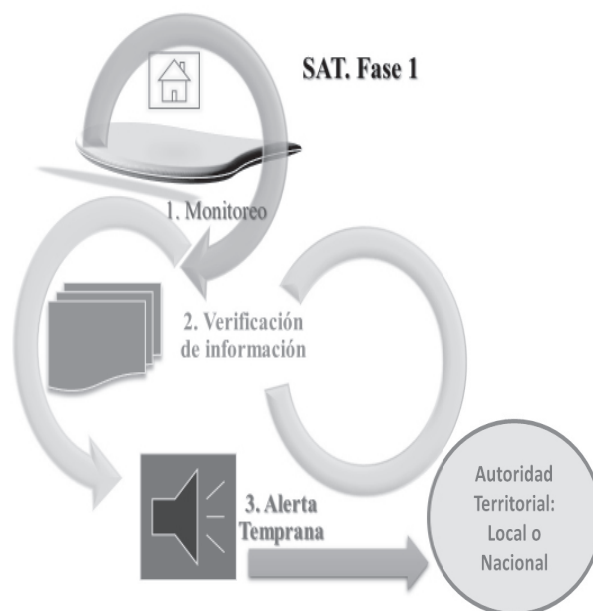 SAT. Fase 1
1. Monitoreo
2. Verificación
de información
3. Alerta
Temprana
Autoridad
Territorial:
Local o
Nacional